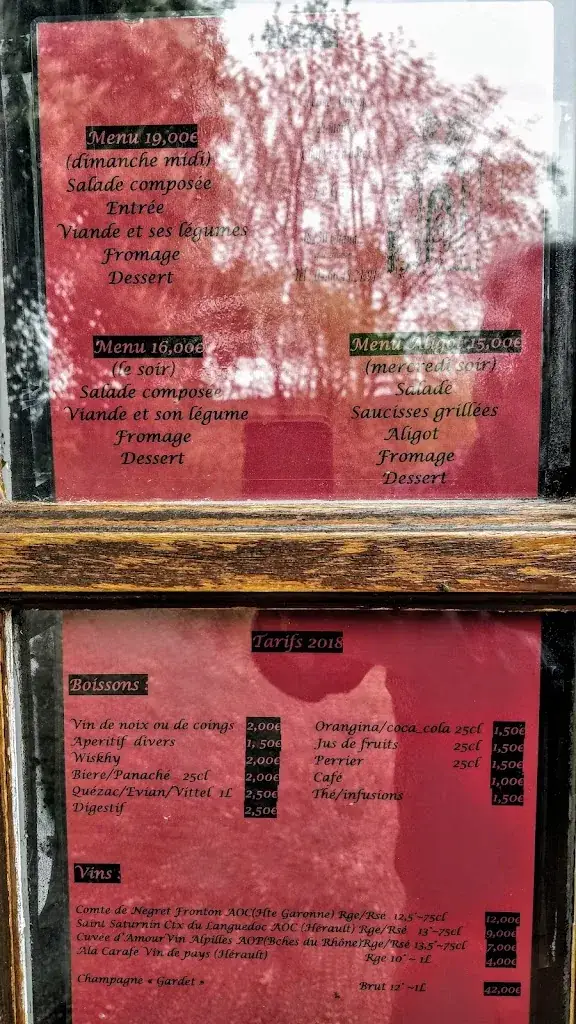 Menu 19,00€
(dimanche midi)
Salade composée
Entrée
Viande et ses légumes
Fromage
Dessert
Menu 16,00€
(le soir)
Salade composée
Viande et son légume
Fromage
Dessert
Menu Aligot 15,00€
(mercredi soir)
Salade
Saucisses grillées
Aligot
Fromage
Dessert
Tarifs 2018
Boissons :
Vin de noix ou de coings 2,00€
Aperitif divers 1,50€
Wiskhy 2,00€
Biere/Panaché 25cl 2,00€
Quézac/Evian/Vittel 1L 2,50€
Digestif 2,50€
Orangina/coca_cola 25cl 1,50€
Jus de fruits 25cl 1,50€
Perrier 25cl 1,50€
Café 1,00€
Thé/infusions 1,50€
Vins :
Comte de Negret Fronton AOC(Hte Garonne) Rge/Rsé 12,5°~75cl 12,00€
Saint Saturnin Ctx du Languedoc AOC (Hérault) Rge/Rsé 13°~75cl 9,00€
Cuvée d'Amour Vin Alpilles AOP(Bches du Rhône)Rge/Rsé 13.5°~75cl 7,00€
Ala Carafe Vin de pays (Hérault) Rge 10°~ 1L 4,00€
Champagne « Gardet » Brut 12°~1L 42,00€